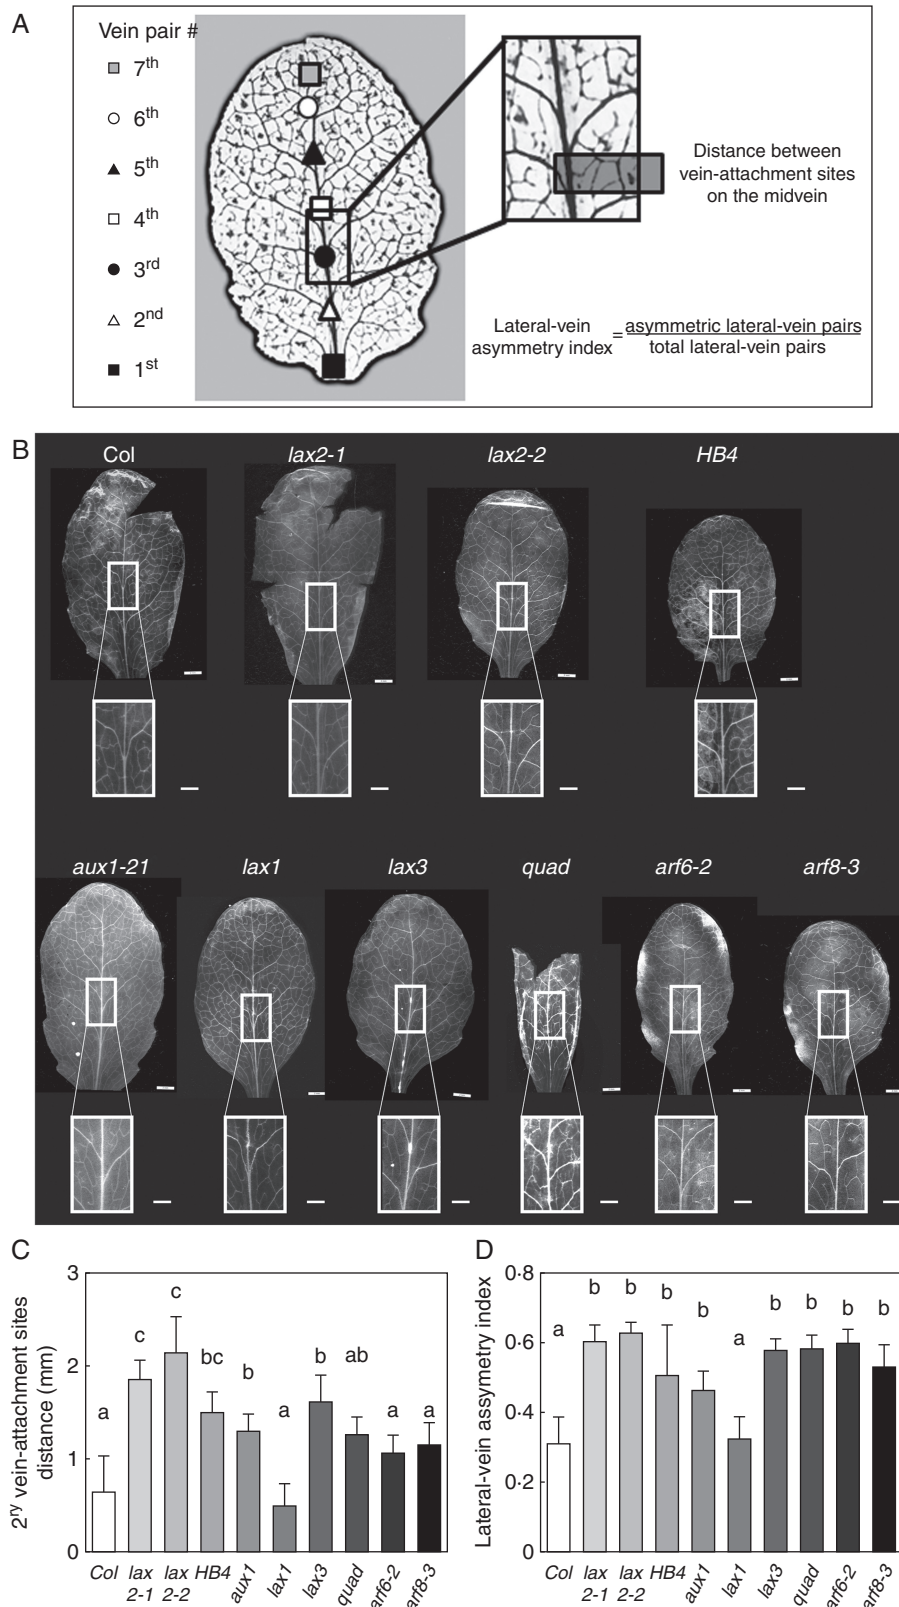 A
Vein pair #
7th
6th
5th
4th
3rd
2nd
1st
Distance between
vein-attachment sites
on the midvein
Lateral-vein
asymmetry index
=
asymmetric lateral-vein pairs
total lateral-vein pairs
B
Col
lax2-1
lax2-2
HB4
aux1-21
lax1
lax3
quad
arf6-2
arf8-3
C
2ry vein-attachment sites
distance (mm)
3
2
1
0
a
c
c
bc
b
a
b
ab
a
a
Col
lax 2-1
lax 2-2
HB4
aux1
lax1
lax3
quad
arf6-2
arf8-3
D
Lateral-vein assymetry index
0·8
0·6
0·4
0·2
0
a
b
b
b
b
a
b
b
b
b
Col
lax 2-1
lax 2-2
HB4
aux1
lax1
lax3
quad
arf6-2
arf8-3